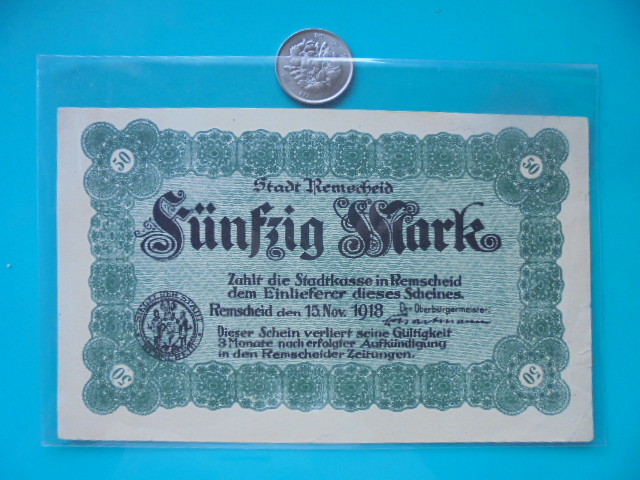 50 50
Stadt Remscheid
Fünfzig Mark
Zahlt die Stadtkasse in Remscheid
dem Einlieferer dieses Scheines.
Remscheid den 15. Nov. 1918 Der Oberbürgermeister:
Dieser Schein verliert seine Gültigkeit
3 Monate nach erfolgter Aufkündigung
in den Remscheider Zeitungen.
50 50